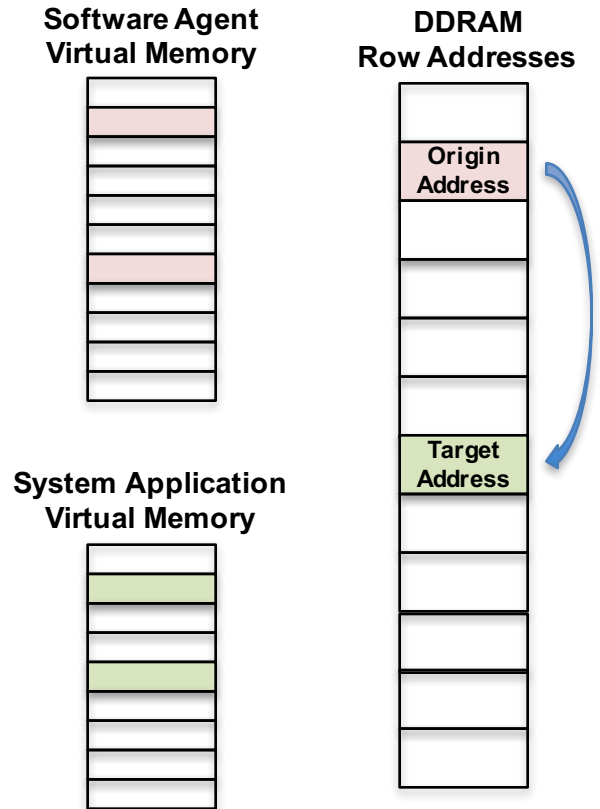 Software Agent
Virtual Memory
DDRAM
Row Addresses
Origin
Address
Target
Address
System Application
Virtual Memory